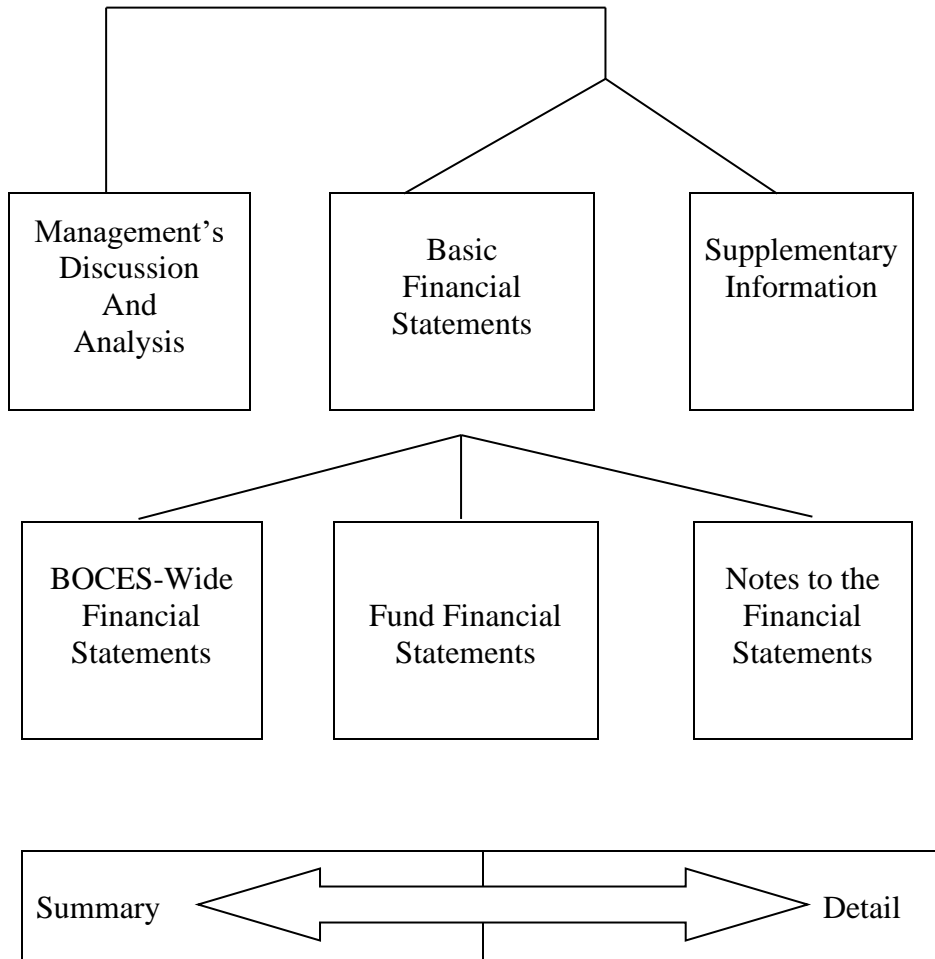 Management’s
Discussion
And
Analysis
Basic
Financial
Statements
Supplementary
Information
BOCES-Wide
Financial
Statements
Fund Financial
Statements
Notes to the
Financial
Statements
Summary
Detail